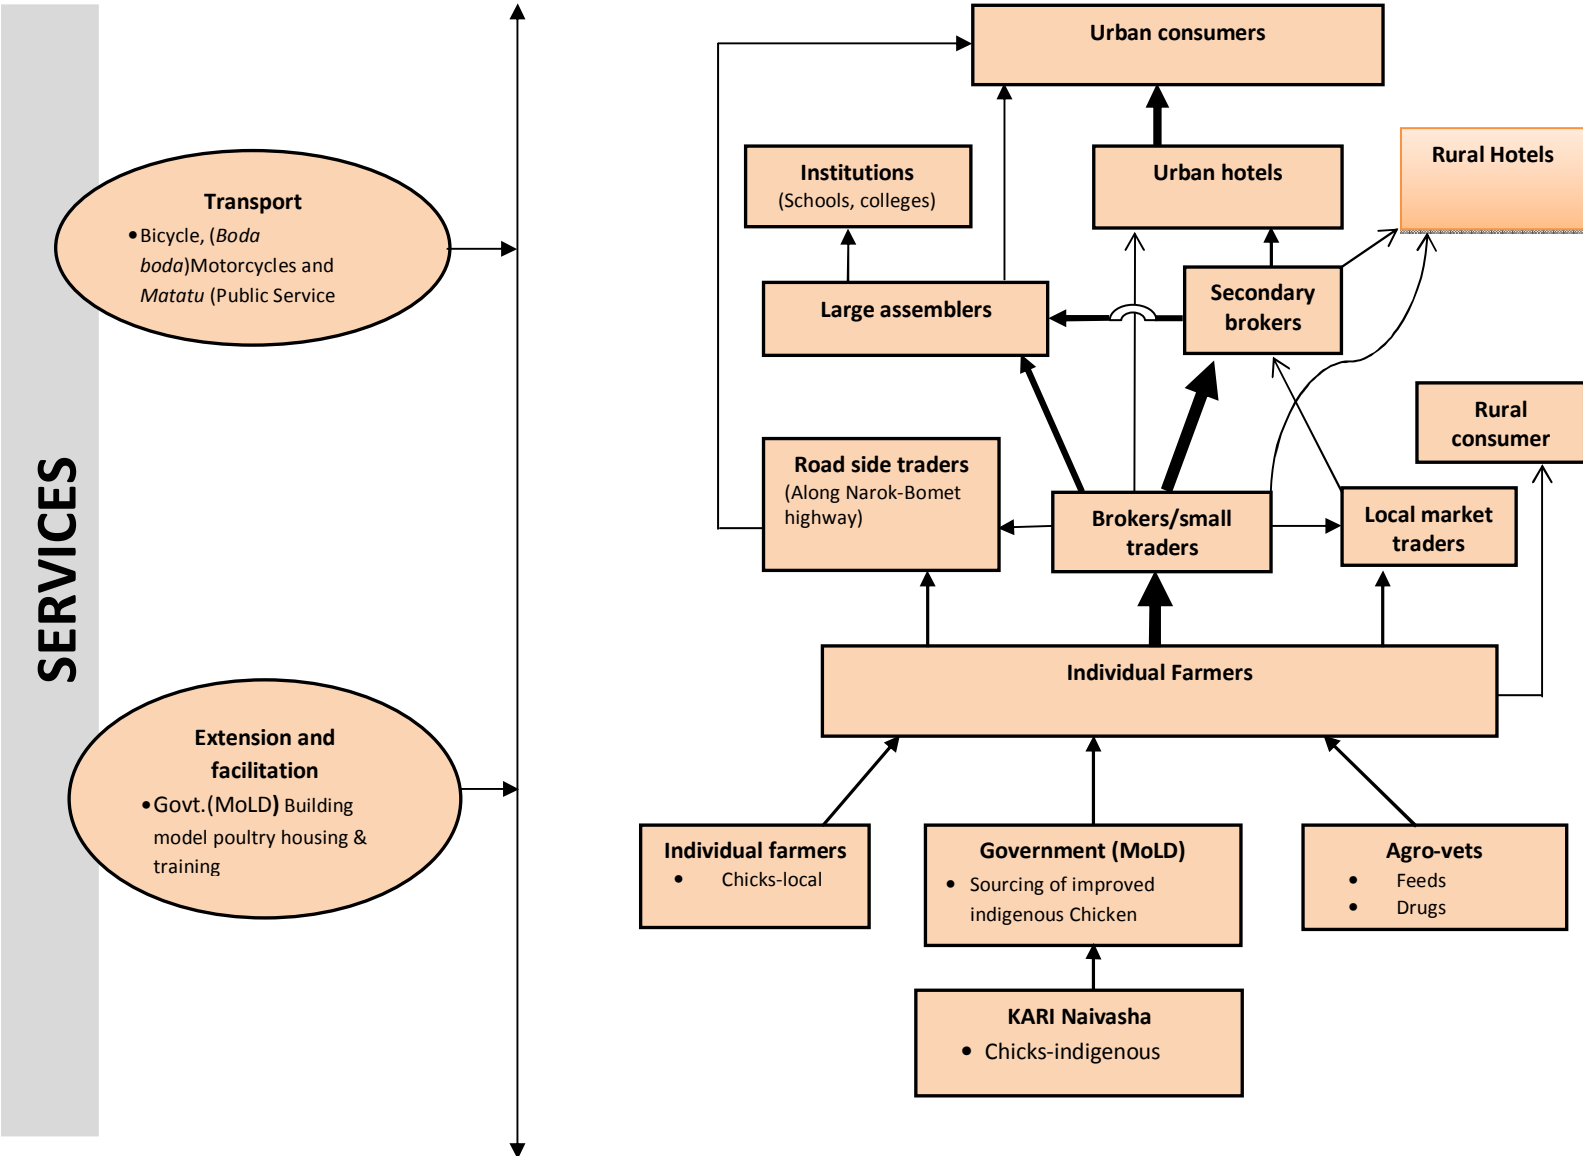 SERVICES
Transport
•Bicycle, (Boda
boda)Motorcycles and
Matatu (Public Service
Extension and
facilitation
•Govt.(MoLD) Building
model poultry housing &
training
Urban consumers
Institutions
(Schools, colleges)
Urban hotels
Rural Hotels
Large assemblers
Secondary
brokers
Rural
consumer
Road side traders
(Along Narok-Bomet
highway)
Brokers/small
traders
Local market
traders
Individual Farmers
Individual farmers
• Chicks-local
Government (MoLD)
• Sourcing of improved
indigenous Chicken
Agro-vets
• Feeds
• Drugs
KARI Naivasha
• Chicks-indigenous